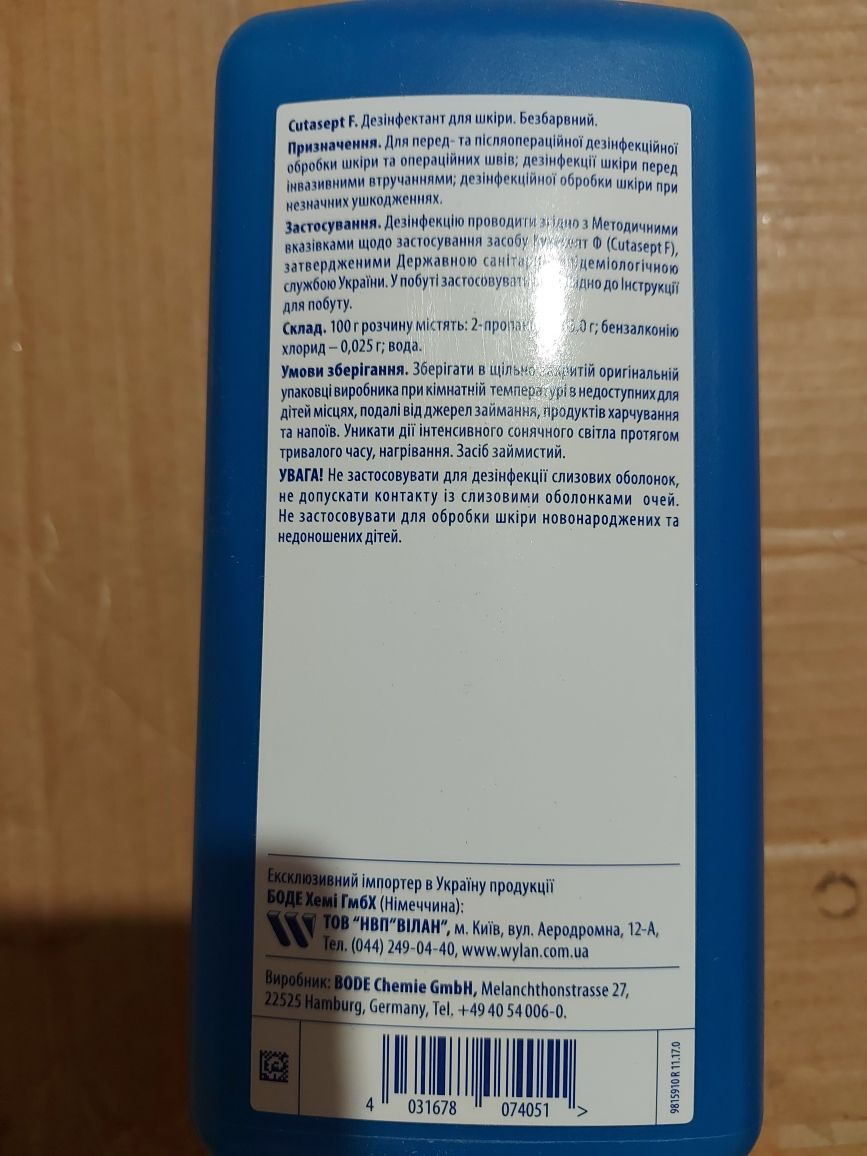 Cutasept F. Дезінфектант для шкіри. Безбарвний.
Призначення. Для перед- та післяопераційної дезінфекційної
обробки шкіри та операційних швів; дезінфекції шкіри перед
інвазивними втручаннями; дезінфекційної обробки шкіри при
незначних ушкодженнях.
Застосування. Дезінфекцію проводити згідно з Методичними
вказівками щодо застосування засобу Ф (Cutasept F),
затвердженими Державною
службою України. У побуті до Інструкції
для побуту.
Склад. 100 г розчину містять: г; бензалконію
хлорид – 0,025 г; вода.
Умови зберігання. Зберігати в щільно закритій оригінальній
упаковці виробника при кімнатній температурі в недоступних для
дітей місцях, подалі від джерел займання, продуктів харчування
та напоїв. Уникати дії інтенсивного сонячного світла протягом
тривалого часу, нагрівання. Засіб займистий.
УВАГА! Не застосовувати для дезінфекції слизових оболонок,
не допускати контакту із слизовими оболонками очей.
Не застосовувати для обробки шкіри новонароджених та
недоношених дітей.
Ексклюзивний імпортер в Україну продукції
БОДЕ Хемі ГмбХ (Німеччина):
ТОВ "НВП"ВІЛАН", м. Київ, вул. Аеродромна, 12-А,
Тел. (044) 249-04-40, www.wylan.com.ua
Виробник: BODE Chemie GmbH, Melanchthonstrasse 27,
22525 Hamburg, Germany, Tel. +49 40 54 006-0.
4 031678 074051 >
9815910 R 11.17.0